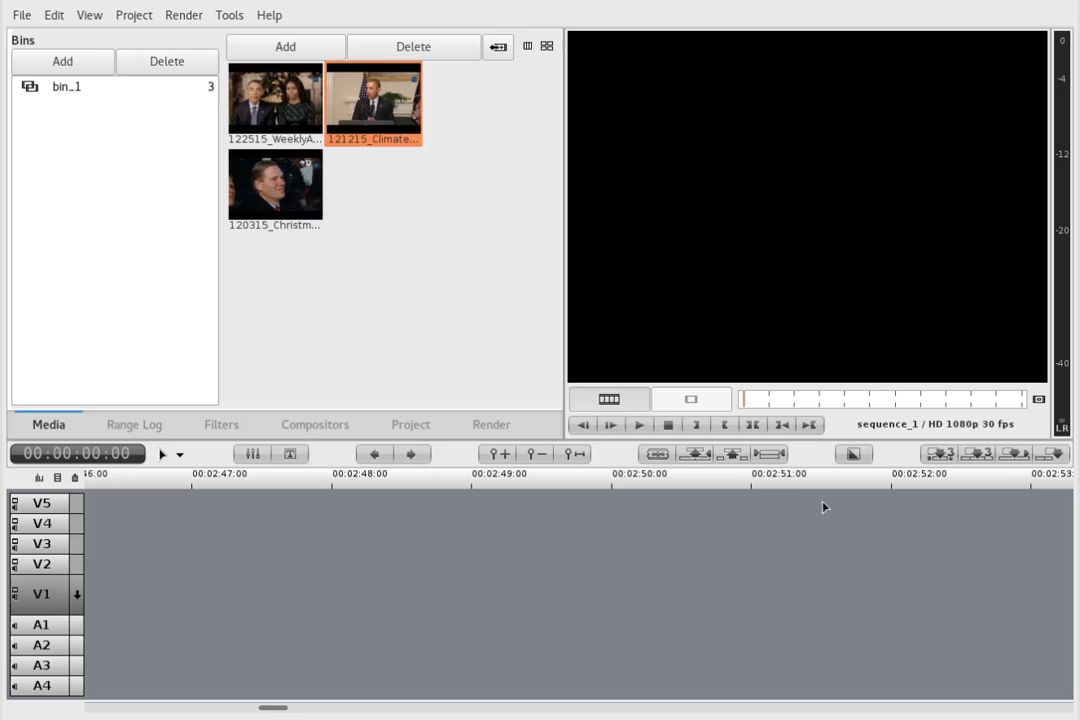 File Edit View Project Render Tools Help
Bins
Add Delete
bin_1 3
Add Delete
122515_WeeklyA...
121215_Climate...
120315_Christm...
0
-4
-12
-20
-40
∞
LR
Media Range Log Filters Compositors Project Render
sequence_1 / HD 1080p 30 fps
00:00:00:00
3 3
46:00 00:02:47:00 00:02:48:00 00:02:49:00 00:02:50:00 00:02:51:00 00:02:52:00 00:02:53:
V5
V4
V3
V2
V1
A1
A2
A3
A4